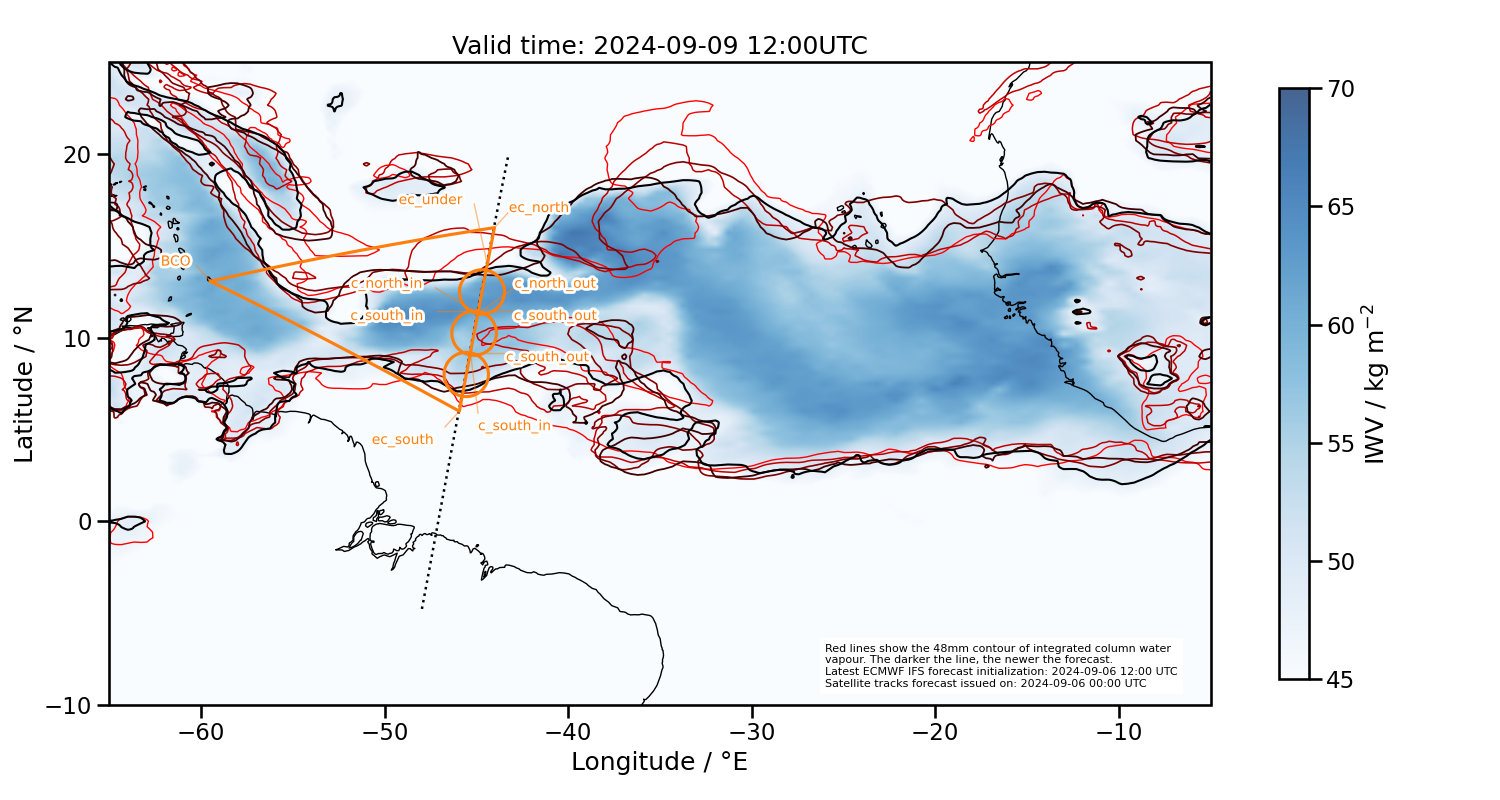 Valid time: 2024-09-09 12:00UTC
70
65
60
55
50
45
IWV / kg m⁻²
20
10
0
−10
Latitude / °N
ec_under
ec_north
BCO
c_north_in
c_north_out
c_south_in
c_south_out
c_south_out
c_south_in
ec_south
Red lines show the 48mm contour of integrated column water
vapour. The darker the line, the newer the forecast.
Latest ECMWF IFS forecast initialization: 2024-09-06 12:00 UTC
Satellite tracks forecast issued on: 2024-09-06 00:00 UTC
−60
−50
−40
−30
−20
−10
Longitude / °E